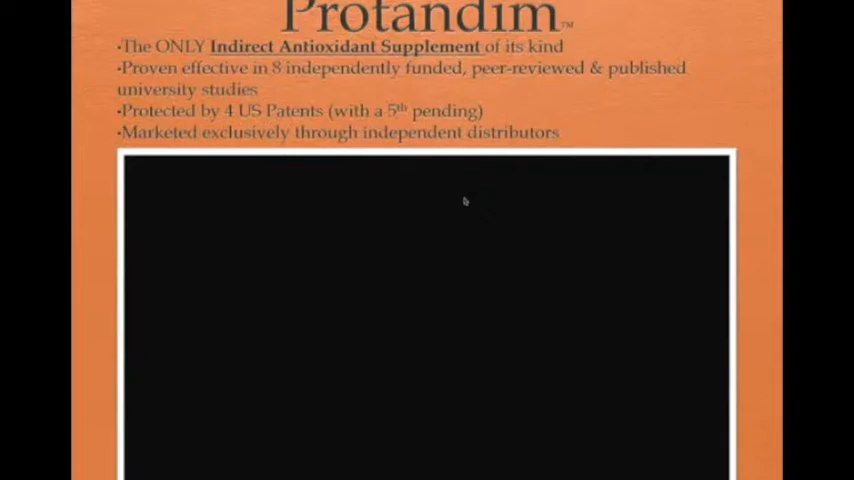 Protandim™
•The ONLY Indirect Antioxidant Supplement of its kind
•Proven effective in 8 independently funded, peer-reviewed & published
university studies
•Protected by 4 US Patents (with a 5th pending)
•Marketed exclusively through independent distributors